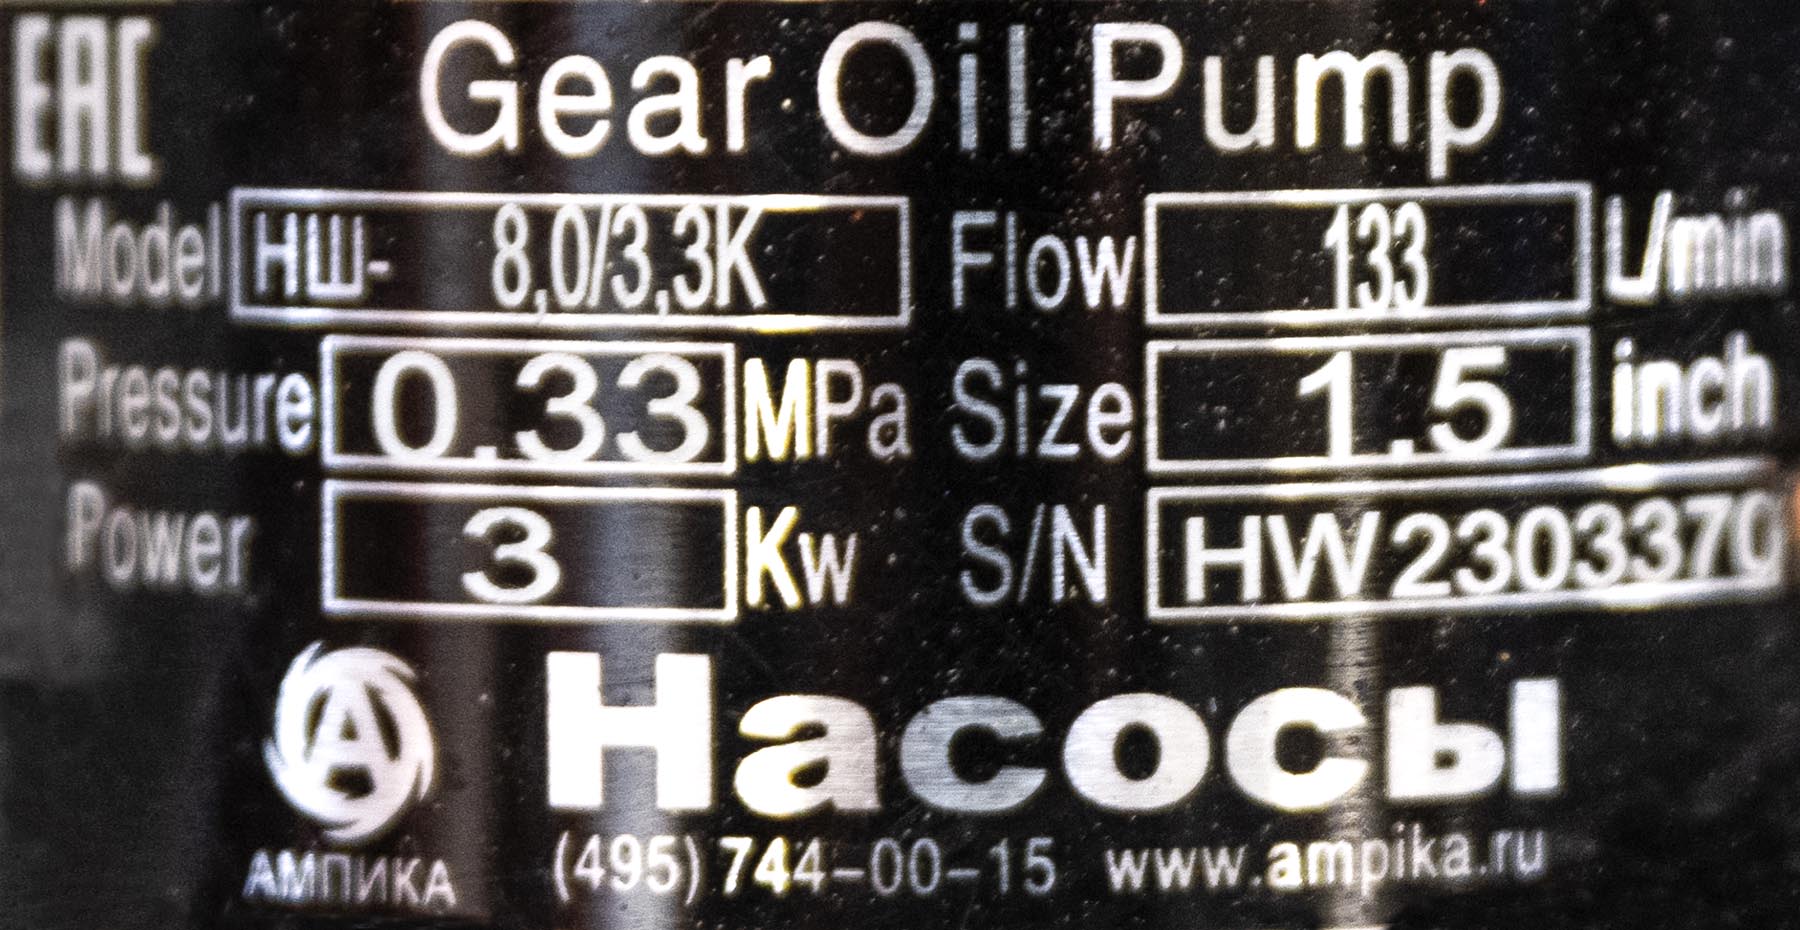 EAC Gear Oil Pump
Model НШ- 8,0/3,3K Flow 133 L/min
Pressure 0.33 MPa Size 1.5 inch
Power 3 Kw S/N HW2303370
Насосы
АМПИКА (495) 744-00-15 www.ampika.ru